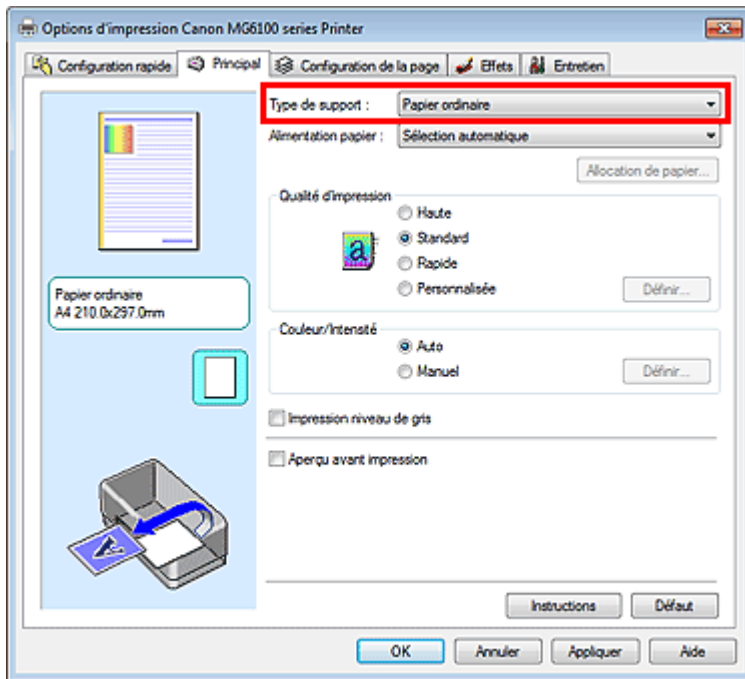 Options d'impression Canon MG6100 series Printer
Configuration rapide Principal Configuration de la page Effets Entretien
Type de support : Papier ordinaire
Alimentation papier : Sélection automatique
Allocation de papier...
Qualité d'impression
Haute
Standard
Rapide
Personnalisée Définir...
Papier ordinaire
A4 210.0x297.0mm
Couleur/Intensité
Auto
Manuel Définir...
Impression niveau de gris
Aperçu avant impression
Instructions Défaut
OK Annuler Appliquer Aide